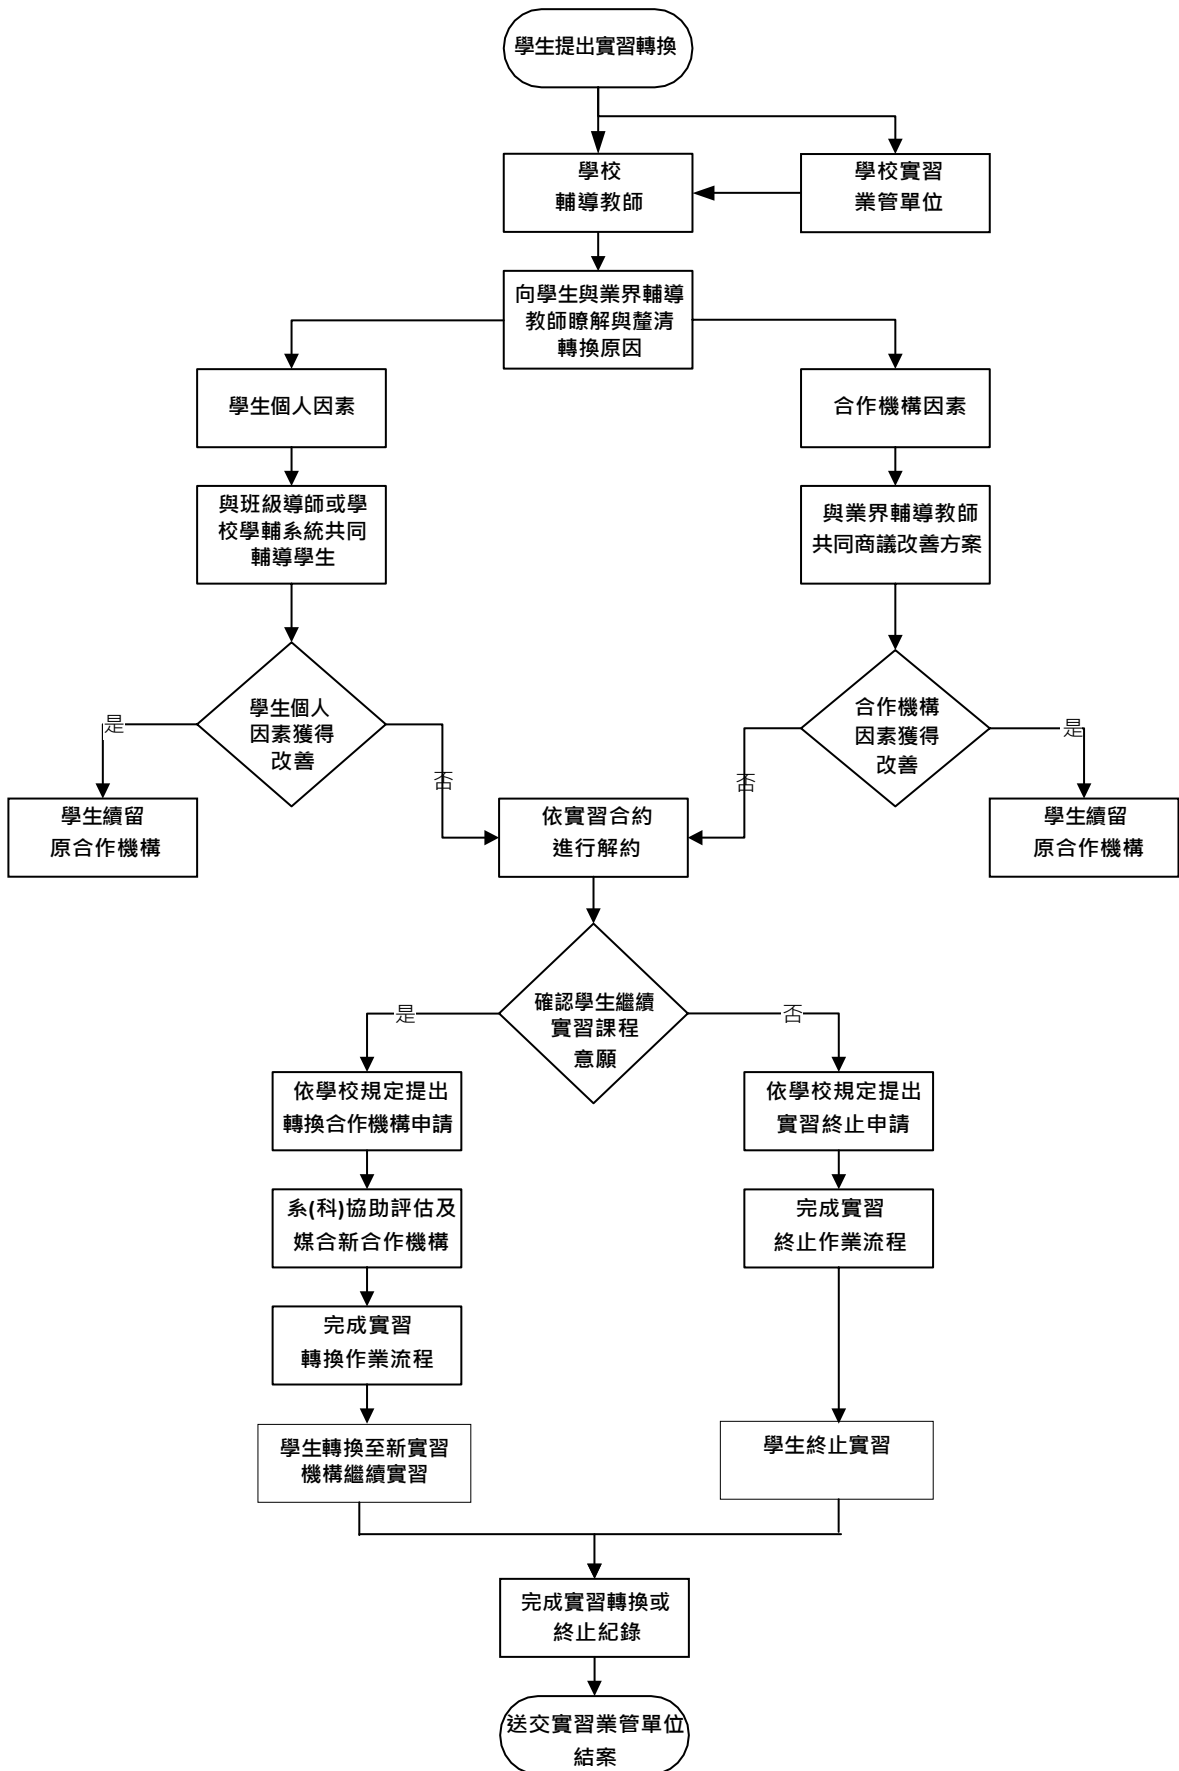 學生提出實習轉換
學校
輔導教師
學校實習
業管單位
向學生與業界輔導
教師瞭解與釐清
轉換原因
學生個人因素
合作機構因素
與班級導師或學
校學輔系統共同
輔導學生
與業界輔導教師
共同商議改善方案
學生個人
因素獲得
改善
合作機構
因素獲得
改善
是
否
否
是
學生續留
原合作機構
依實習合約
進行解約
學生續留
原合作機構
確認學生繼續
實習課程
意願
是
否
依學校規定提出
轉換合作機構申請
依學校規定提出
實習終止申請
系(科)協助評估及
媒合新合作機構
完成實習
終止作業流程
完成實習
轉換作業流程
學生轉換至新實習
機構繼續實習
學生終止實習
完成實習轉換或
終止紀錄
送交實習業管單位
結案